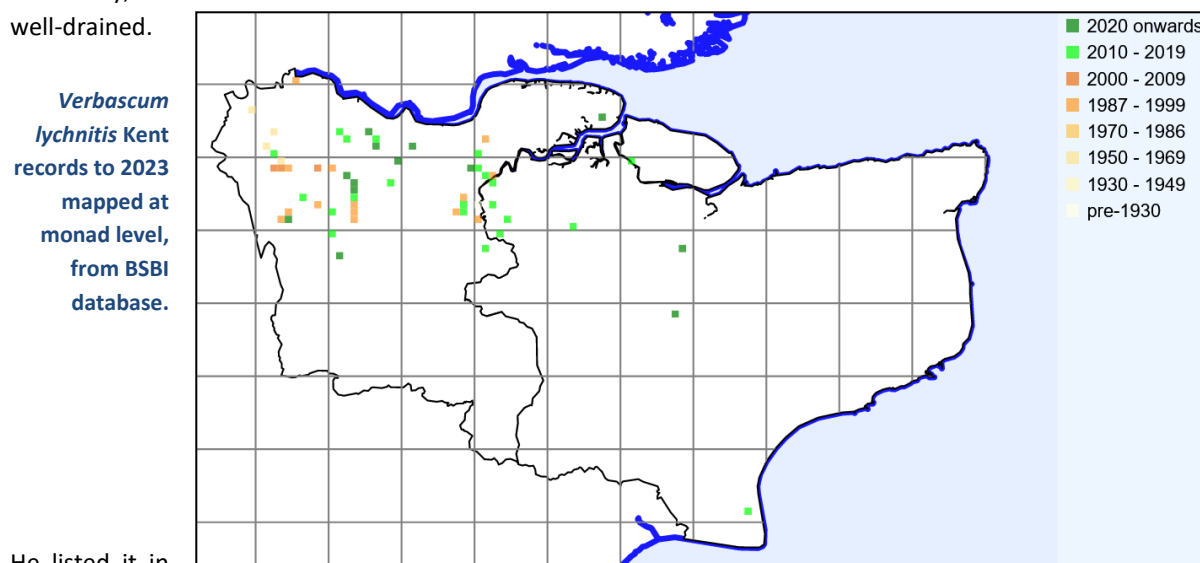 well-drained.
Verbascum
lychnitis Kent
records to 2023
mapped at
monad level,
from BSBI
database.
2020 onwards
2010 - 2019
2000 - 2009
1987 - 1999
1970 - 1986
1950 - 1969
1930 - 1949
pre-1930
He listed it in